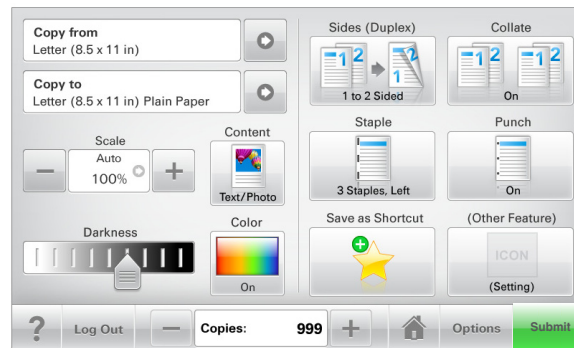 Copy from
Letter (8.5 x 11 in)
Copy to
Letter (8.5 x 11 in) Plain Paper
Scale
Auto
100%
Content
Text/Photo
Darkness
Color
On
Sides (Duplex)
1 2 1 2
1 to 2 Sided
Collate
1 2 1 2
On
Staple
3 Staples, Left
Punch
On
Save as Shortcut
(Other Feature)
ICON
(Setting)
? Log Out − Copies: 999 + Options Submit